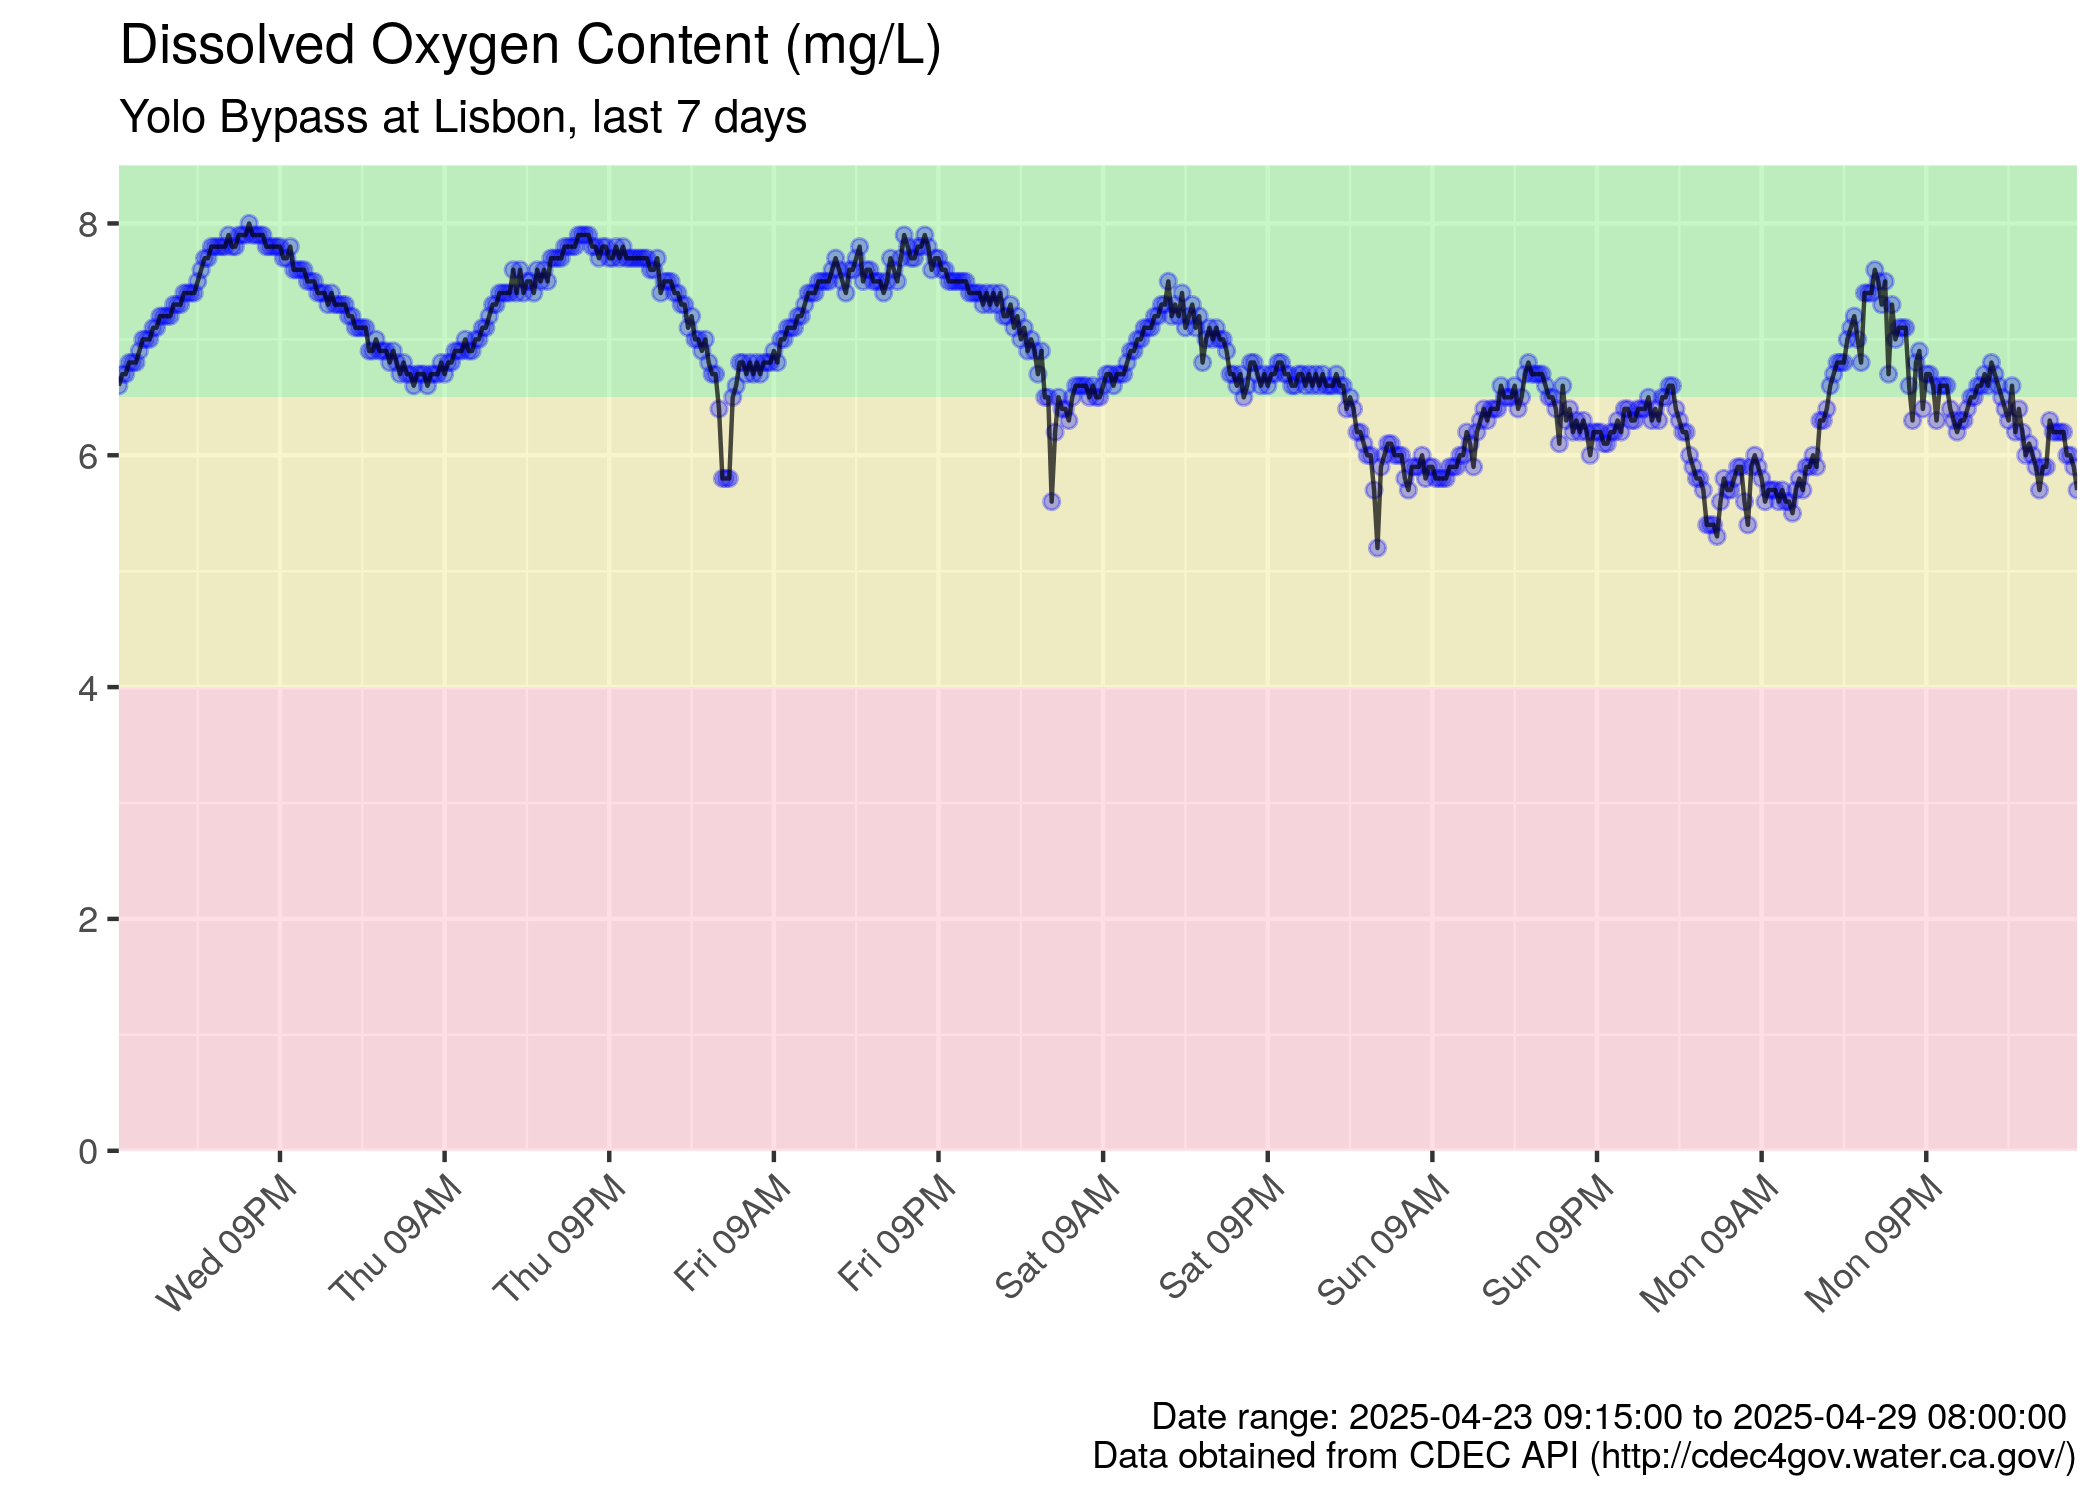 Dissolved Oxygen Content (mg/L)
Yolo Bypass at Lisbon, last 7 days
8
6
4
2
0
Wed 09PM
Thu 09AM
Thu 09PM
Fri 09AM
Fri 09PM
Sat 09AM
Sat 09PM
Sun 09AM
Sun 09PM
Mon 09AM
Mon 09PM
Date range: 2025-04-23 09:15:00 to 2025-04-29 08:00:00
Data obtained from CDEC API (http://cdec4gov.water.ca.gov/)